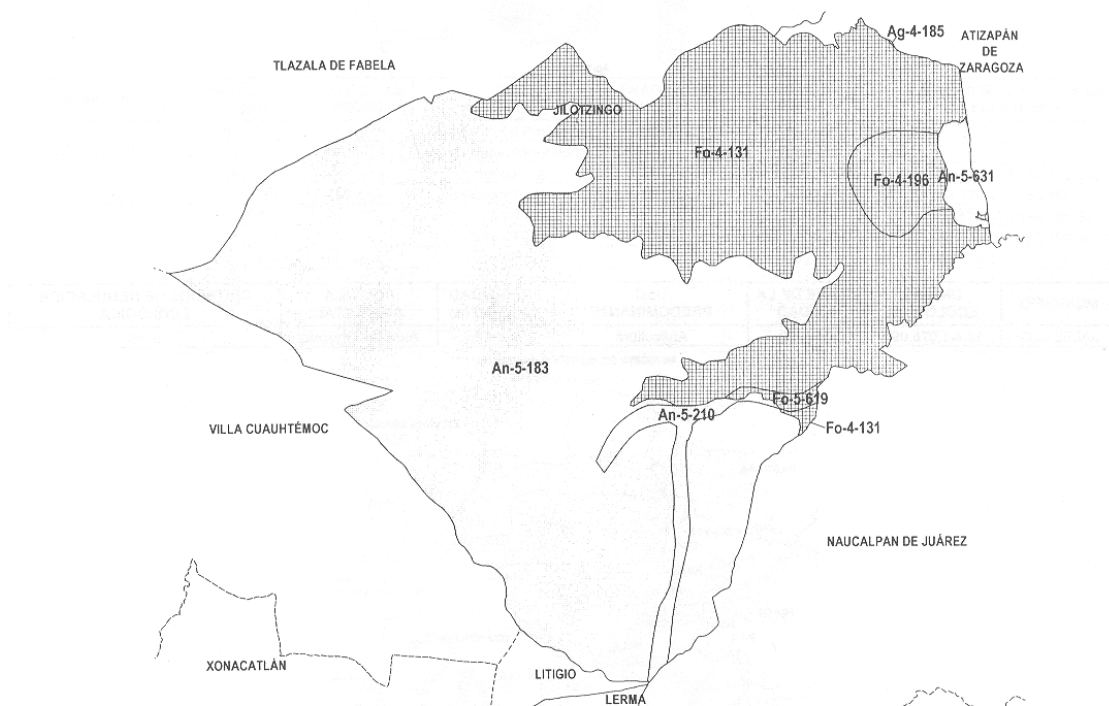 Ag-4-185
ATIZAPÁN
DE
ZARAGOZA
TLAZALA DE FABELA
JILOTZINGO
Fo-4-131
Fo-4-196
An-5-631
An-5-183
Fo-5-619
An-5-210
Fo-4-131
VILLA CUAUHTÉMOC
NAUCALPAN DE JUÁREZ
XONACATLÁN
LITIGIO
LERMA